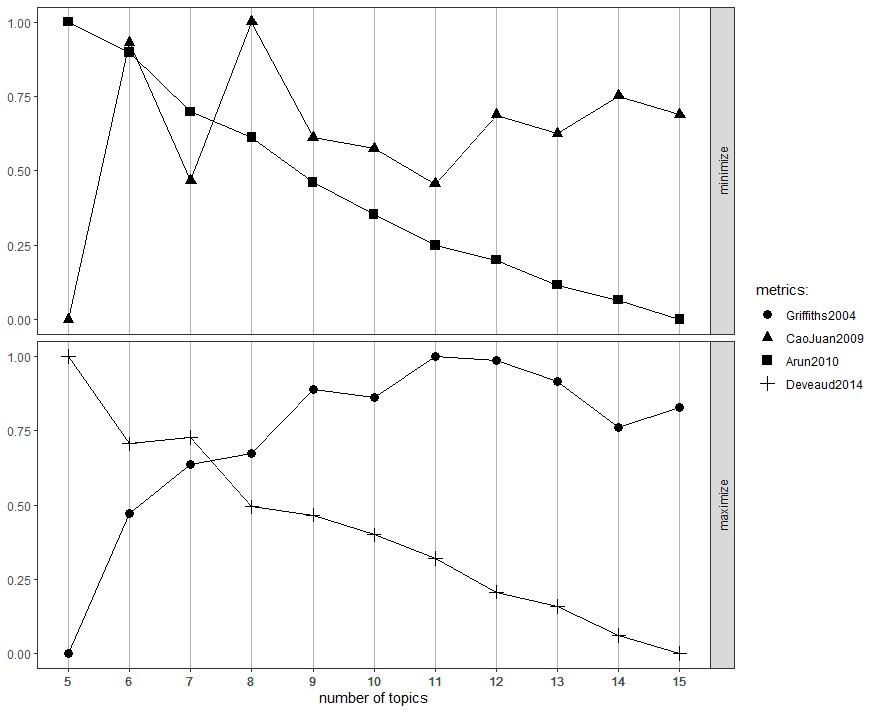 1.00
0.75
0.50
0.25
0.00
minimize
1.00
0.75
0.50
0.25
0.00
maximize
5 6 7 8 9 10 11 12 13 14 15
number of topics
metrics:
Griffiths2004
CaoJuan2009
Arun2010
Deveaud2014